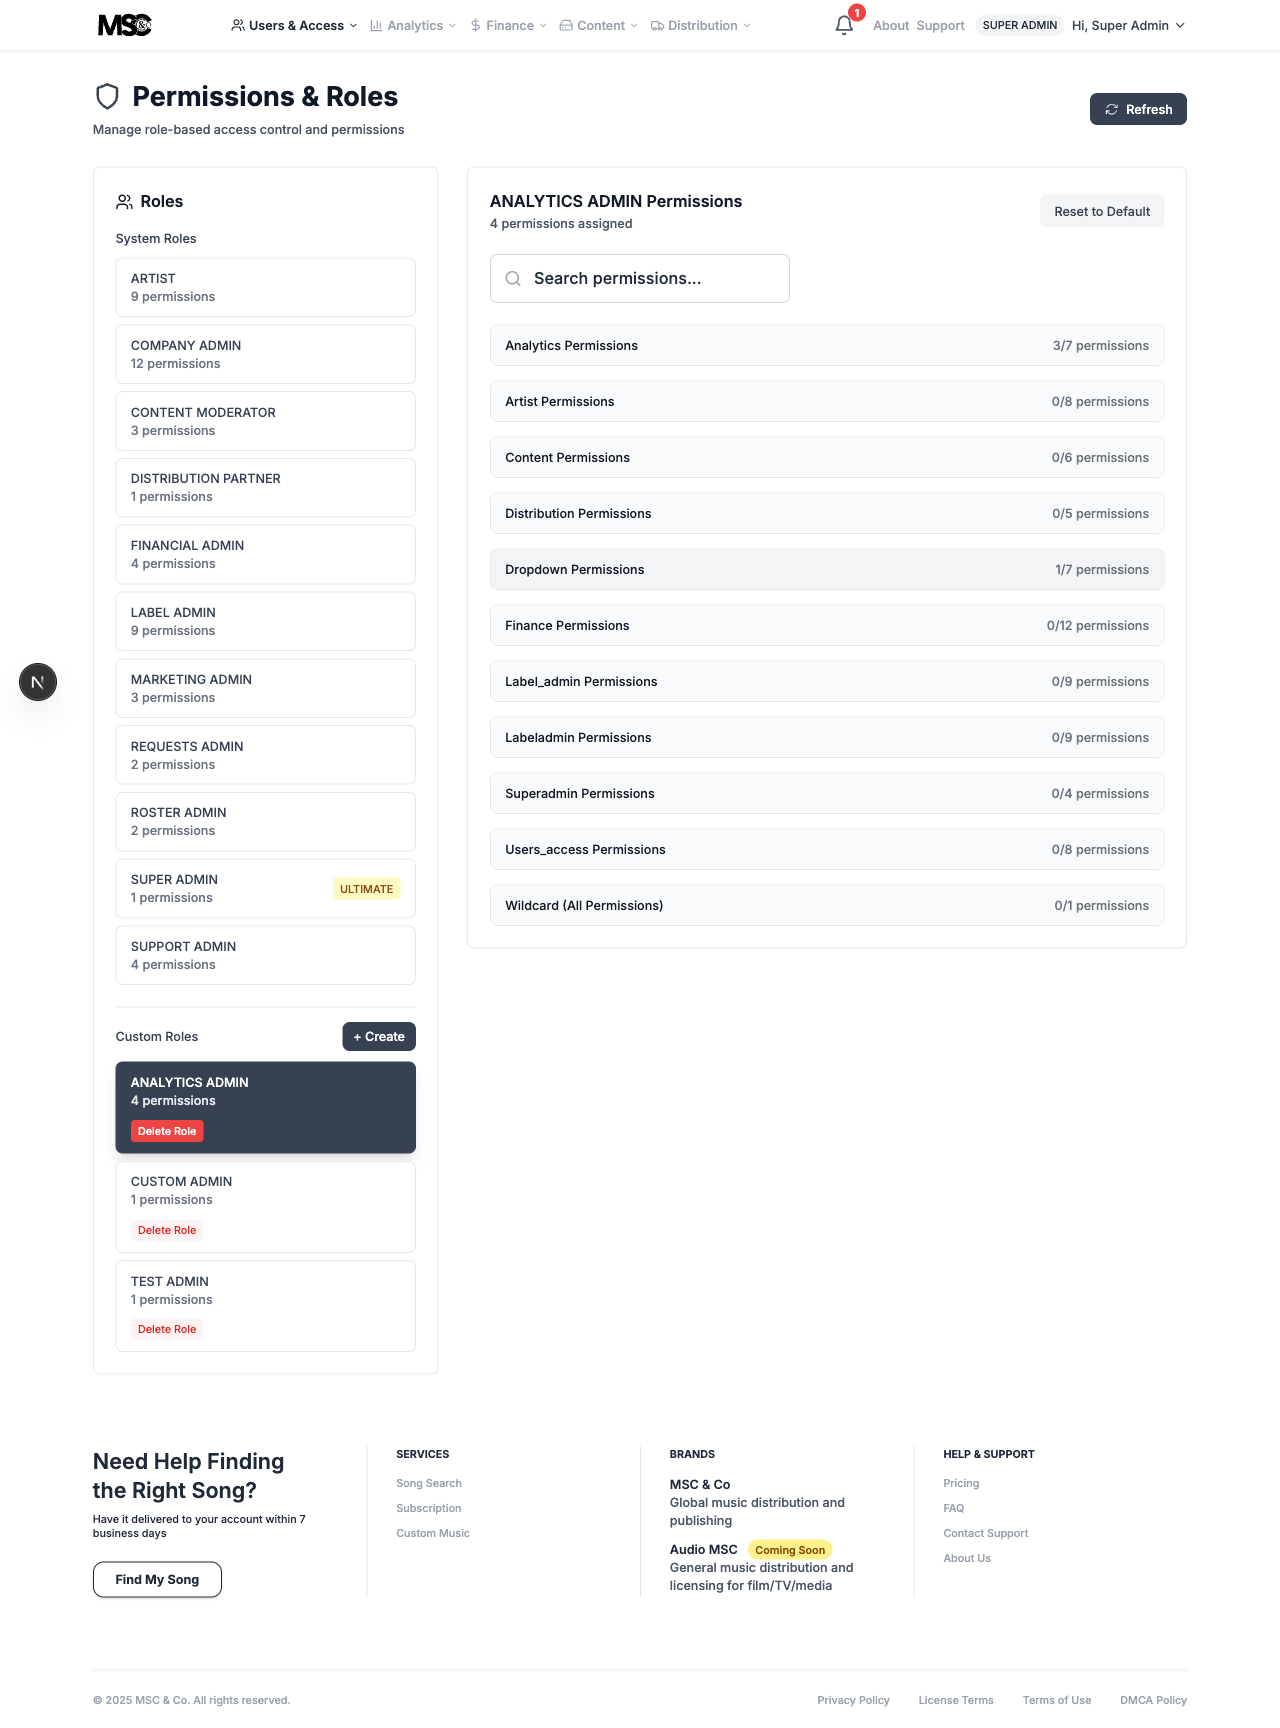 MSC
Users & Access
Analytics
Finance
Content
Distribution
1
About
Support
SUPER ADMIN
Hi, Super Admin
Permissions & Roles
Manage role-based access control and permissions
Refresh
Roles
System Roles
ARTIST
9 permissions
COMPANY ADMIN
12 permissions
CONTENT MODERATOR
3 permissions
DISTRIBUTION PARTNER
1 permissions
FINANCIAL ADMIN
4 permissions
LABEL ADMIN
9 permissions
MARKETING ADMIN
3 permissions
REQUESTS ADMIN
2 permissions
ROSTER ADMIN
2 permissions
SUPER ADMIN
1 permissions
ULTIMATE
SUPPORT ADMIN
4 permissions
Custom Roles
+ Create
ANALYTICS ADMIN
4 permissions
Delete Role
CUSTOM ADMIN
1 permissions
Delete Role
TEST ADMIN
1 permissions
Delete Role
ANALYTICS ADMIN Permissions
4 permissions assigned
Reset to Default
Search permissions...
Analytics Permissions 3/7 permissions
Artist Permissions 0/8 permissions
Content Permissions 0/6 permissions
Distribution Permissions 0/5 permissions
Dropdown Permissions 1/7 permissions
Finance Permissions 0/12 permissions
Label_admin Permissions 0/9 permissions
Labeladmin Permissions 0/9 permissions
Superadmin Permissions 0/4 permissions
Users_access Permissions 0/8 permissions
Wildcard (All Permissions) 0/1 permissions
N
Need Help Finding
the Right Song?
Have it delivered to your account within 7
business days
Find My Song
SERVICES
Song Search
Subscription
Custom Music
BRANDS
MSC & Co
Global music distribution and
publishing
Audio MSC Coming Soon
General music distribution and
licensing for film/TV/media
HELP & SUPPORT
Pricing
FAQ
Contact Support
About Us
© 2025 MSC & Co. All rights reserved.
Privacy Policy
License Terms
Terms of Use
DMCA Policy